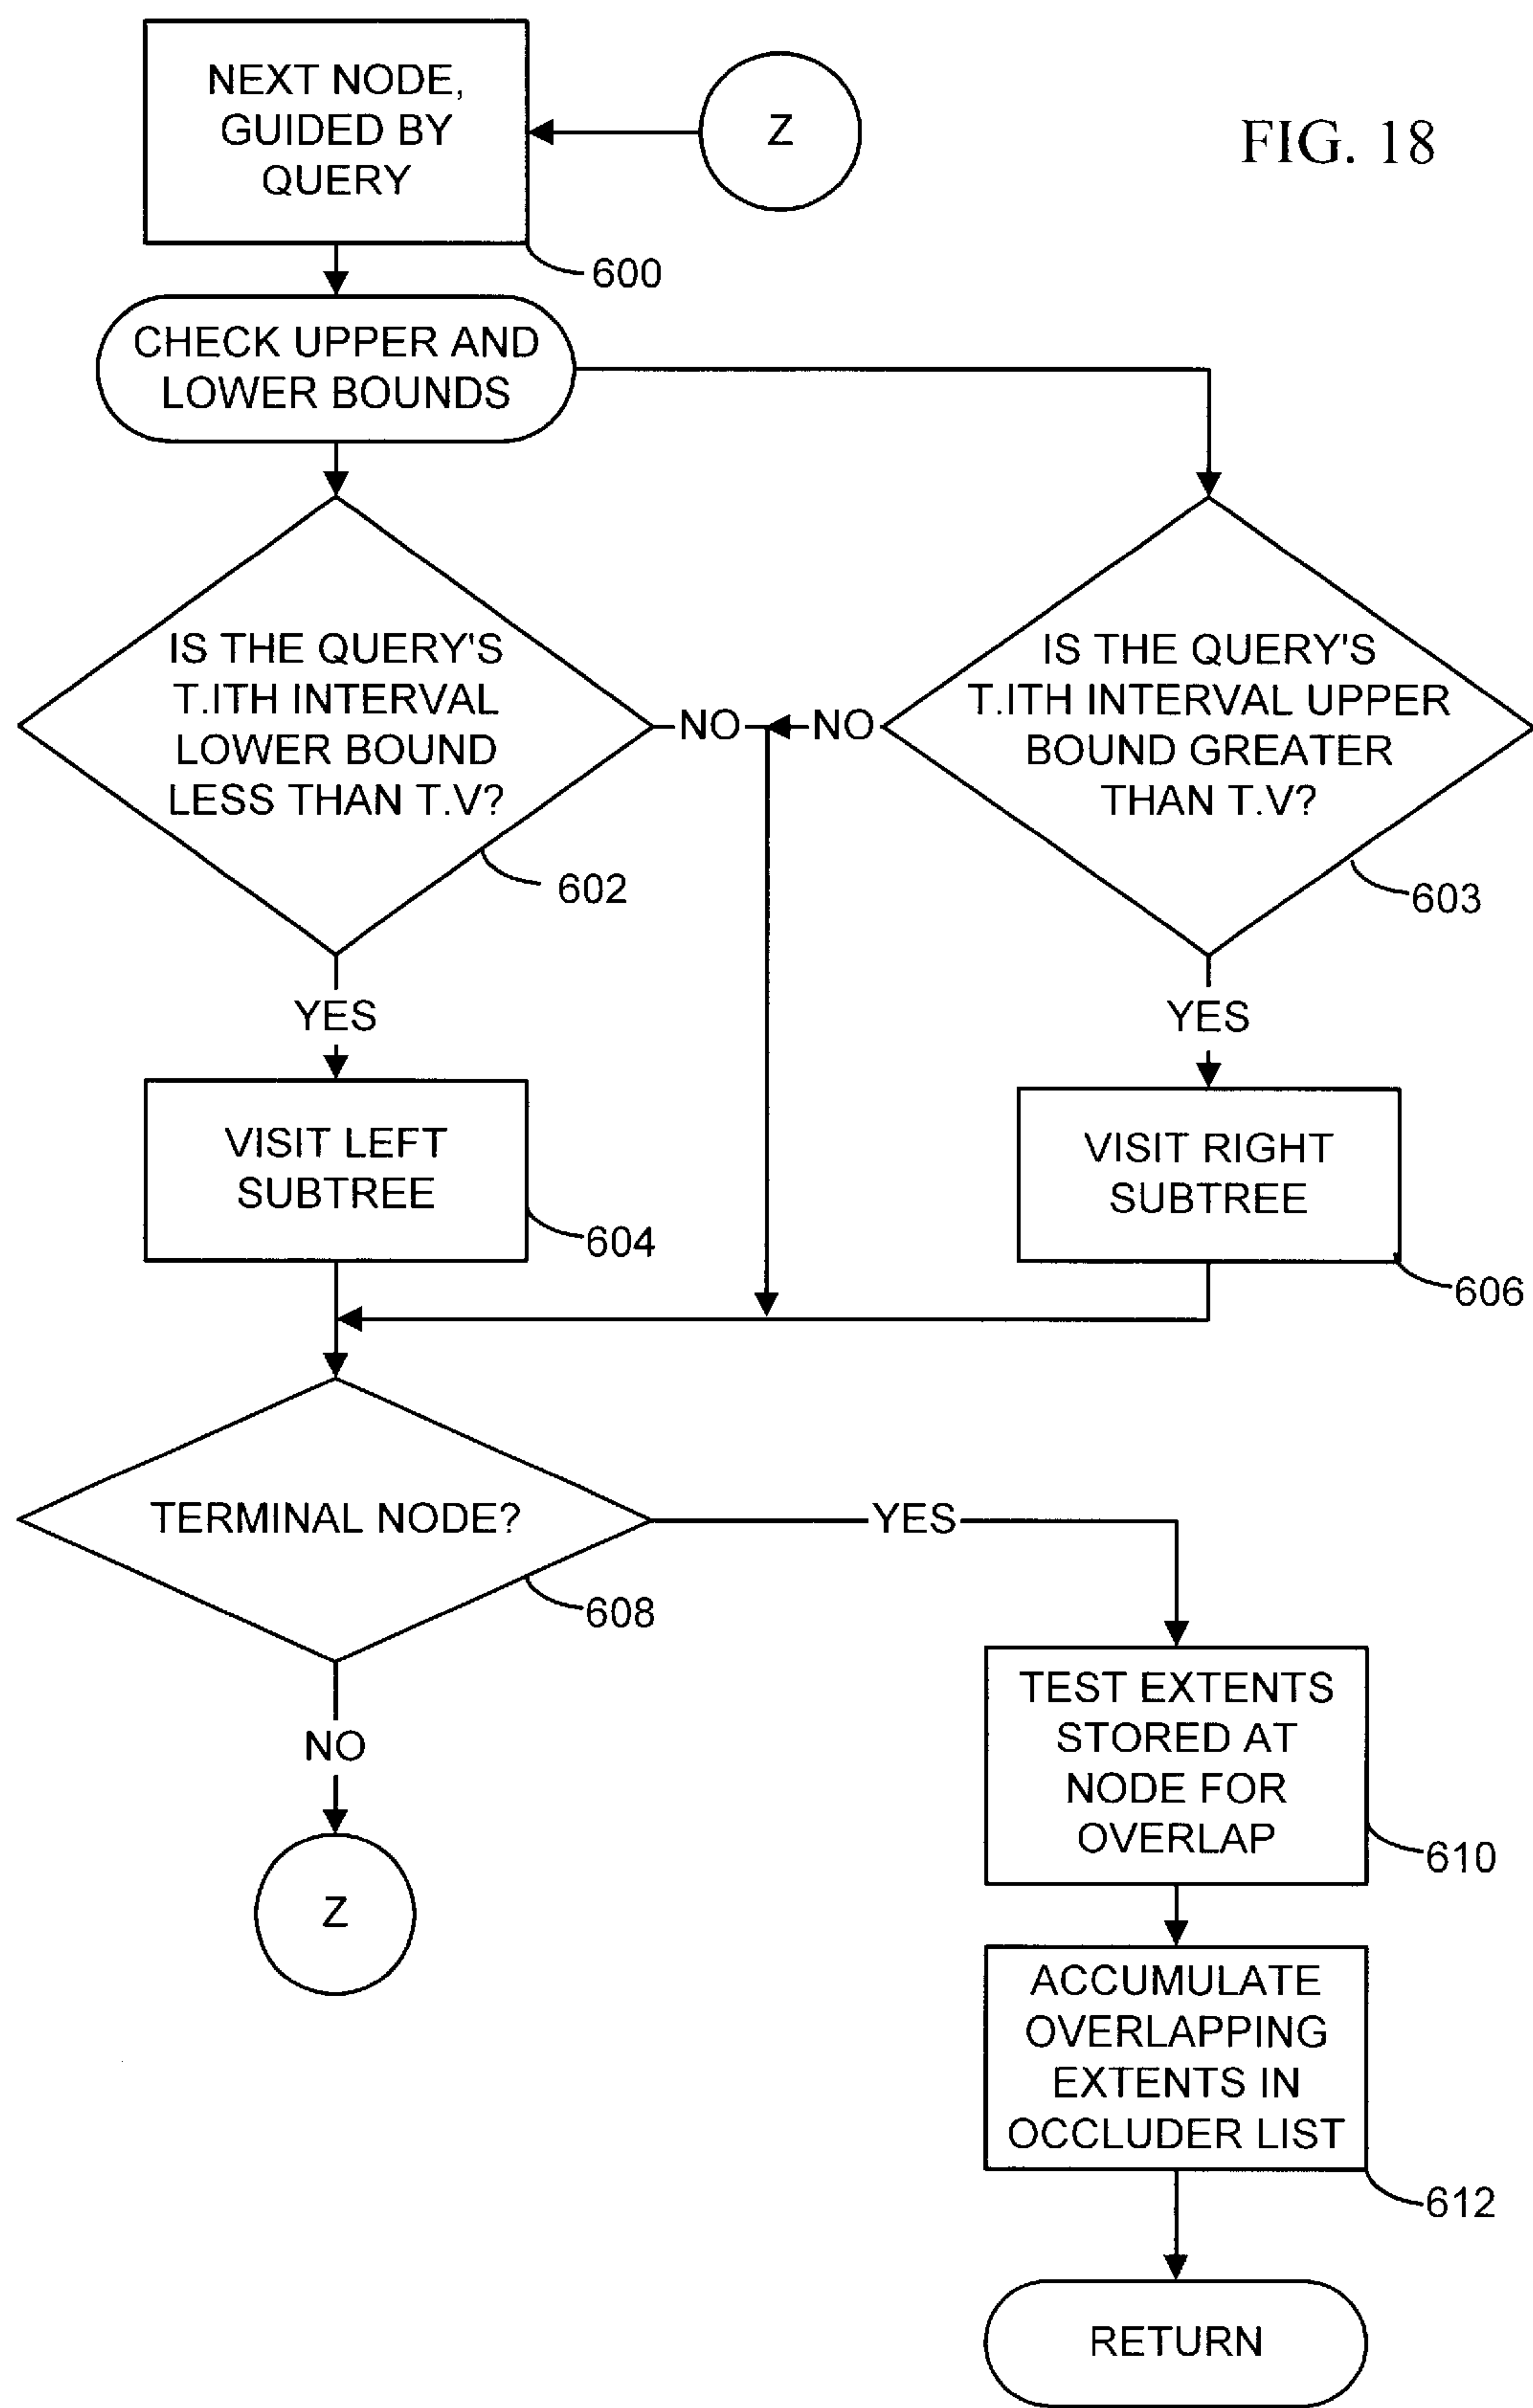 NEXT NODE,
GUIDED BY
QUERY
Z
FIG. 18
600
CHECK UPPER AND
LOWER BOUNDS
IS THE QUERY'S
T.ITH INTERVAL
LOWER BOUND
LESS THAN T.V?
602
NO
NO
IS THE QUERY'S
T.ITH INTERVAL UPPER
BOUND GREATER
THAN T.V?
603
YES
YES
VISIT LEFT
SUBTREE
604
VISIT RIGHT
SUBTREE
606
TERMINAL NODE?
608
YES
NO
Z
TEST EXTENTS
STORED AT
NODE FOR
OVERLAP
610
ACCUMULATE
OVERLAPPING
EXTENTS IN
OCCLUDER LIST
612
RETURN